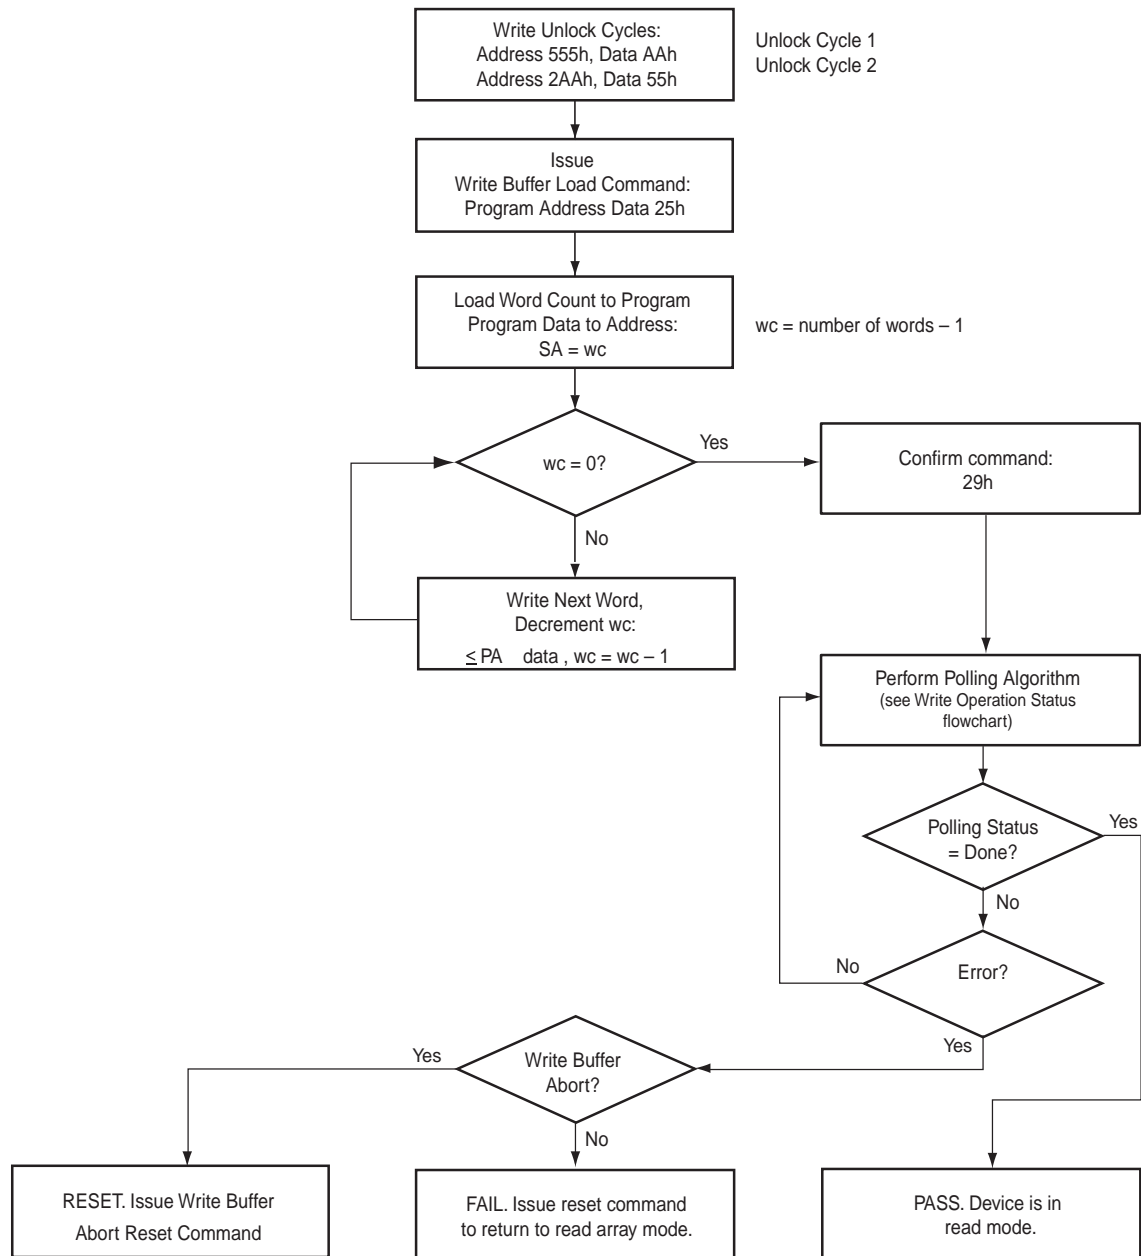 Write Unlock Cycles:
Address 555h, Data AAh
Address 2AAh, Data 55h
Unlock Cycle 1
Unlock Cycle 2
Issue
Write Buffer Load Command:
Program Address Data 25h
Load Word Count to Program
Program Data to Address:
SA = wc
wc = number of words – 1
wc = 0?
Yes
No
Confirm command:
29h
Write Next Word,
Decrement wc:
≤ PA data , wc = wc – 1
Perform Polling Algorithm
(see Write Operation Status
flowchart)
Polling Status
= Done?
Yes
No
Error?
No
Yes
Write Buffer
Abort?
Yes
No
RESET. Issue Write Buffer
Abort Reset Command
FAIL. Issue reset command
to return to read array mode.
PASS. Device is in
read mode.